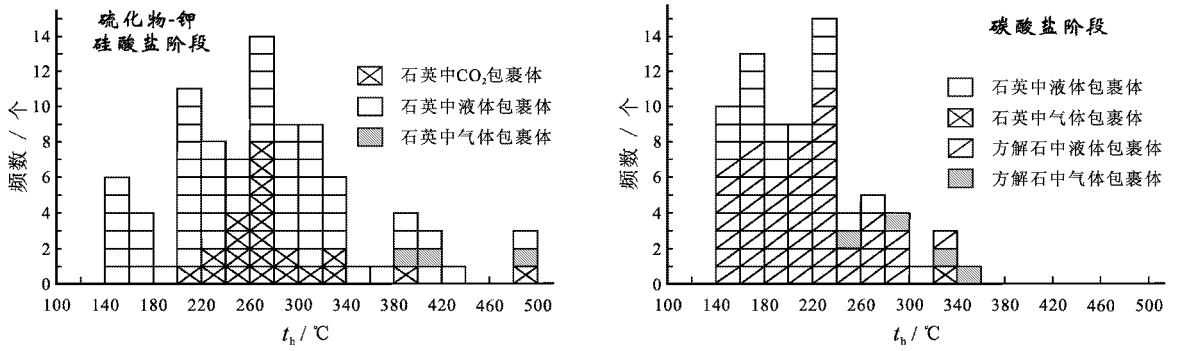 硫化物-钾
硅酸盐阶段
石英中CO₂包裹体
石英中液体包裹体
石英中气体包裹体
频数 / 个
14
12
10
8
6
4
2
0
100 140 180 220 260 300 340 380 420 460 500
tₕ / ℃
碳酸盐阶段
石英中液体包裹体
石英中气体包裹体
方解石中液体包裹体
方解石中气体包裹体
频数 / 个
14
12
10
8
6
4
2
0
100 140 180 220 260 300 340 380 420 460 500
tₕ / ℃